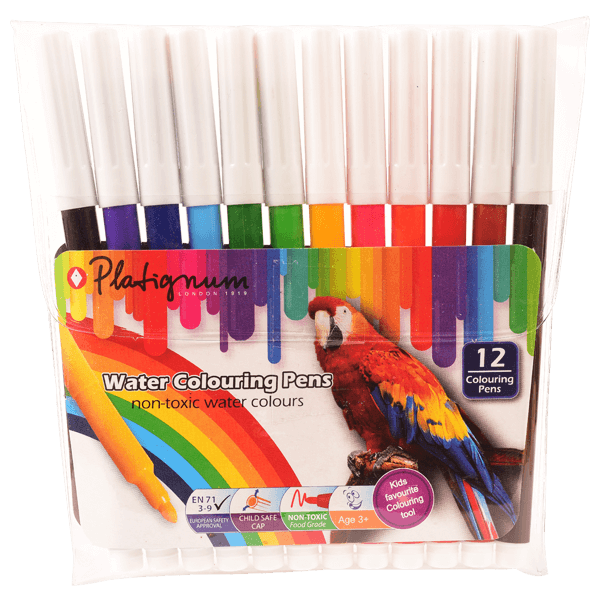 Platignum
LONDON 1919
12
Colouring
Pens
Water Colouring Pens
non-toxic water colours
EN 71
3-9
EUROPEAN SAFETY
APPROVAL
CHILD SAFE
CAP
NON-TOXIC
Food Grade
Age 3+
Kids
favourite
Colouring
tool